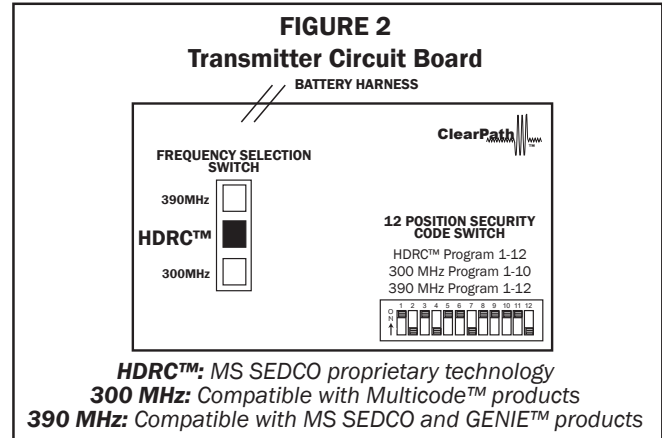 FIGURE 2
Transmitter Circuit Board
BATTERY HARNESS
ClearPath™
FREQUENCY SELECTION
SWITCH
390MHz
HDRC™
300MHz
12 POSITION SECURITY
CODE SWITCH
HDRC™ Program 1-12
300 MHz Program 1-10
390 MHz Program 1-12
1 2 3 4 5 6 7 8 9 10 11 12
ON
HDRC™: MS SEDCO proprietary technology
300 MHz: Compatible with Multicode™ products
390 MHz: Compatible with MS SEDCO and GENIE™ products